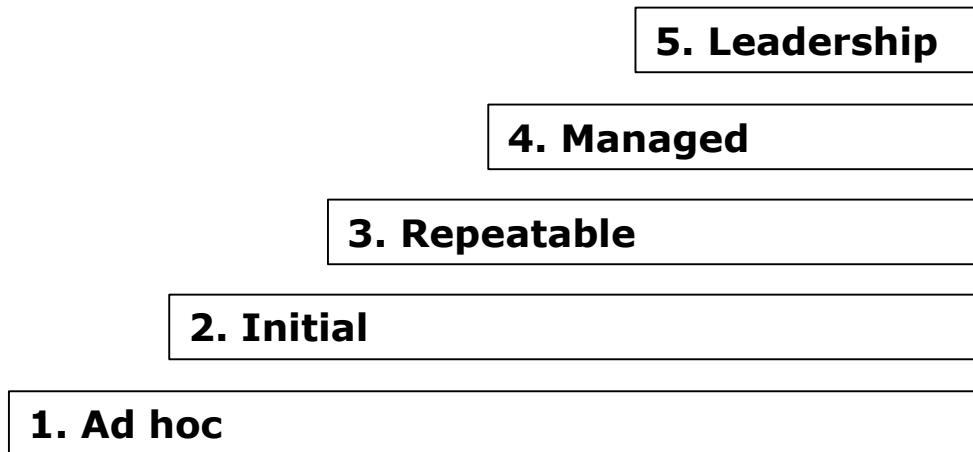 5. Leadership
4. Managed
3. Repeatable
2. Initial
1. Ad hoc